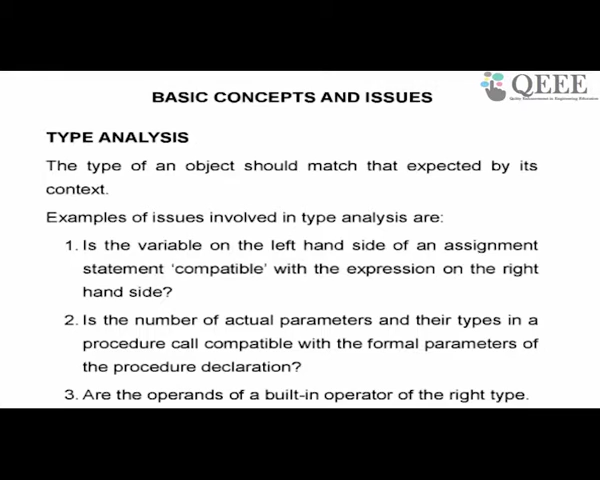 QEEE
Quality Enhancement in Engineering Education
BASIC CONCEPTS AND ISSUES
TYPE ANALYSIS
The type of an object should match that expected by its
context.
Examples of issues involved in type analysis are:
1. Is the variable on the left hand side of an assignment
statement ‘compatible’ with the expression on the right
hand side?
2. Is the number of actual parameters and their types in a
procedure call compatible with the formal parameters of
the procedure declaration?
3. Are the operands of a built-in operator of the right type.